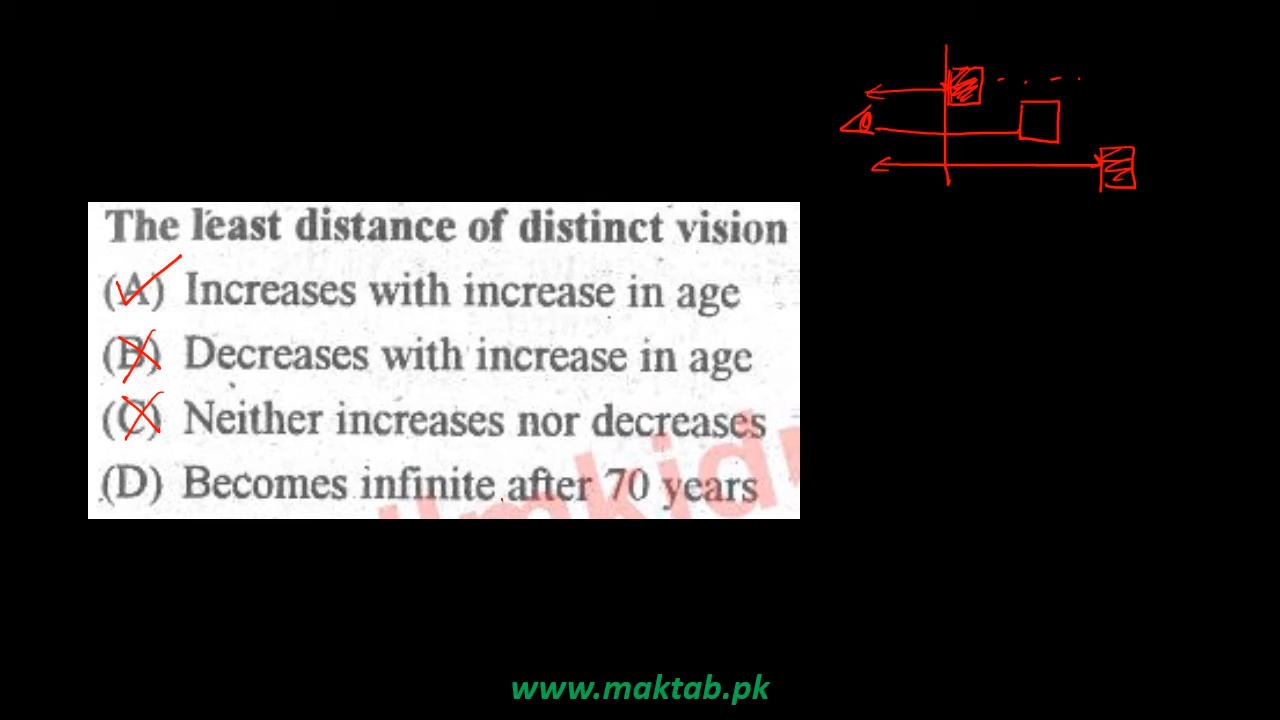 The least distance of distinct vision
(A) Increases with increase in age
(B) Decreases with increase in age
(C) Neither increases nor decreases
(D) Becomes infinite after 70 years
www.maktab.pk